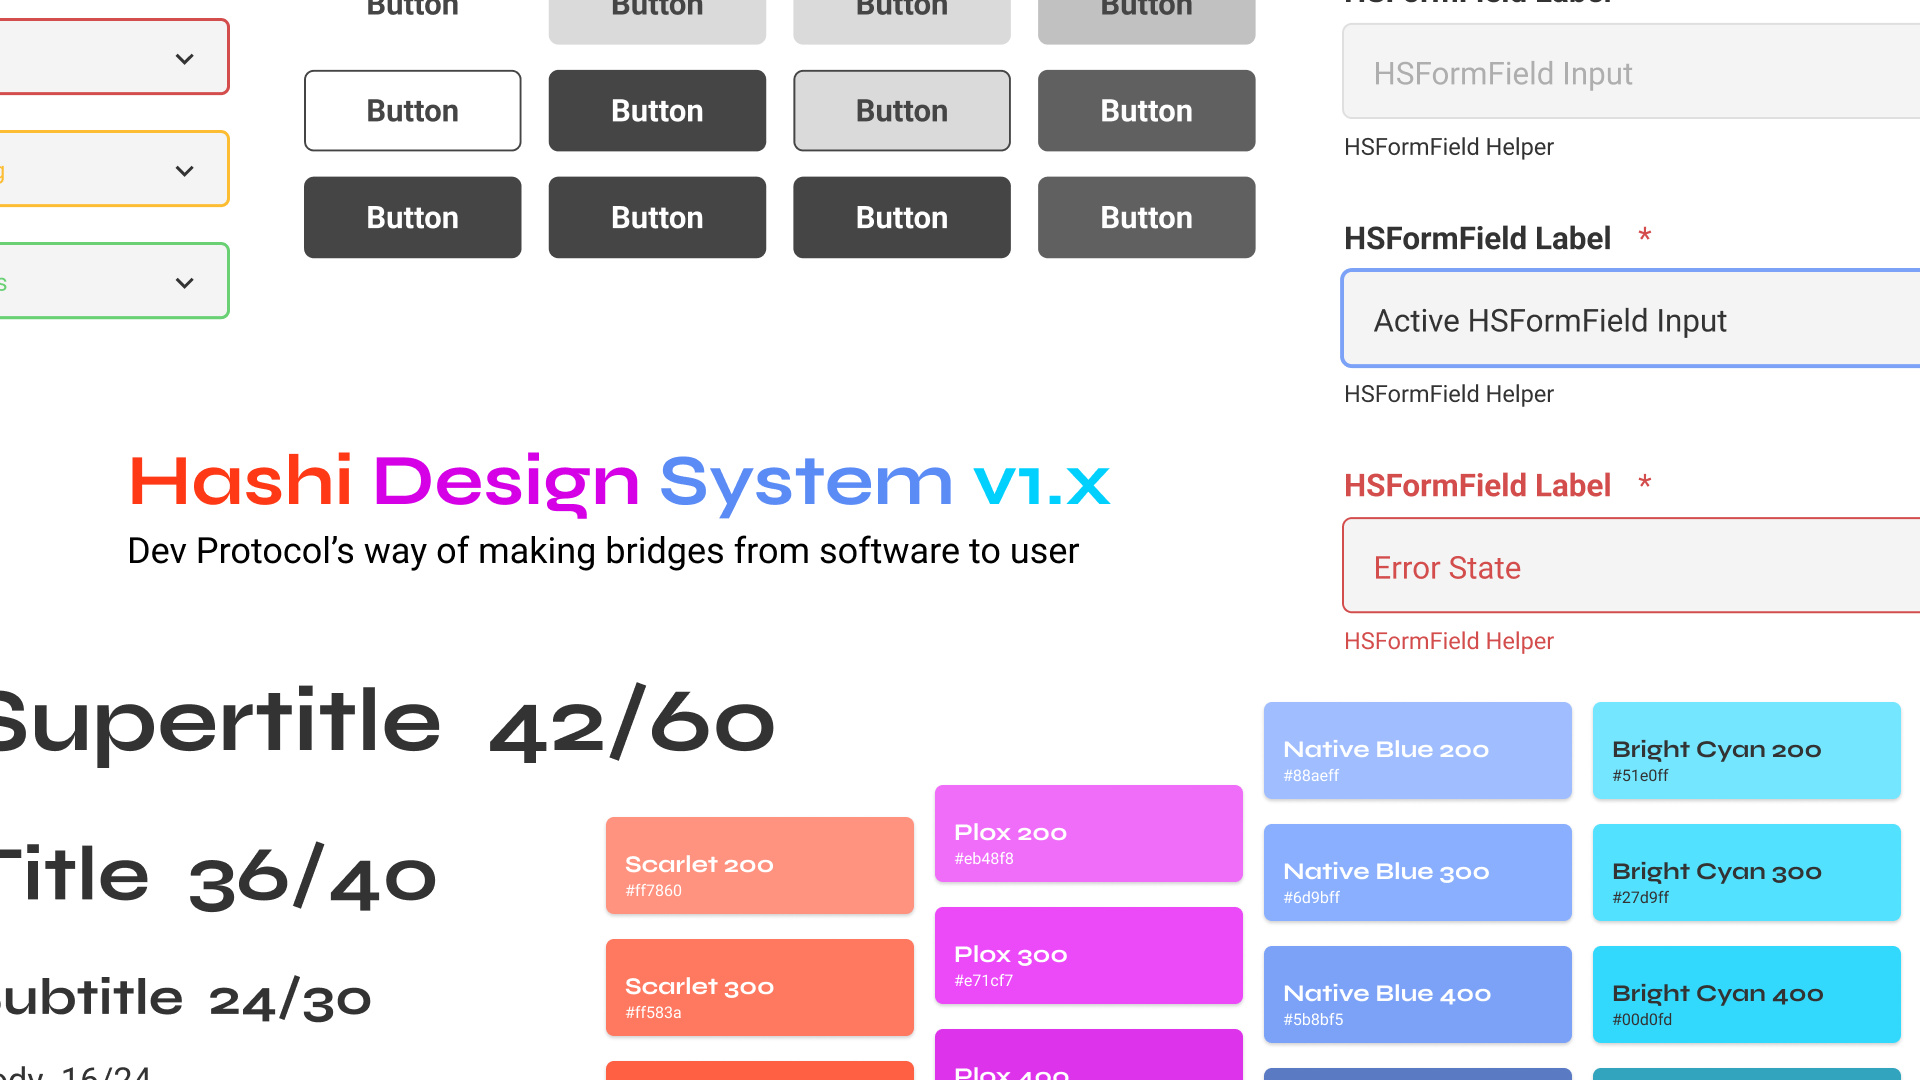 Button Button Button Button
Button Button Button Button
Button Button Button Button
HSFormField Label
HSFormField Input
HSFormField Helper
HSFormField Label *
Active HSFormField Input
HSFormField Helper
HSFormField Label *
Error State
HSFormField Helper
g
s
Hashi Design System v1.x
Dev Protocol’s way of making bridges from software to user
Supertitle 42/60
Title 36/40
ubtitle 24/30
ody 16/24
Scarlet 200
#ff7860
Scarlet 300
#ff583a
Plox 200
#eb48f8
Plox 300
#e71cf7
Plox 400
Native Blue 200
#88aeff
Native Blue 300
#6d9bff
Native Blue 400
#5b8bf5
Bright Cyan 200
#51e0ff
Bright Cyan 300
#27d9ff
Bright Cyan 400
#00d0fd